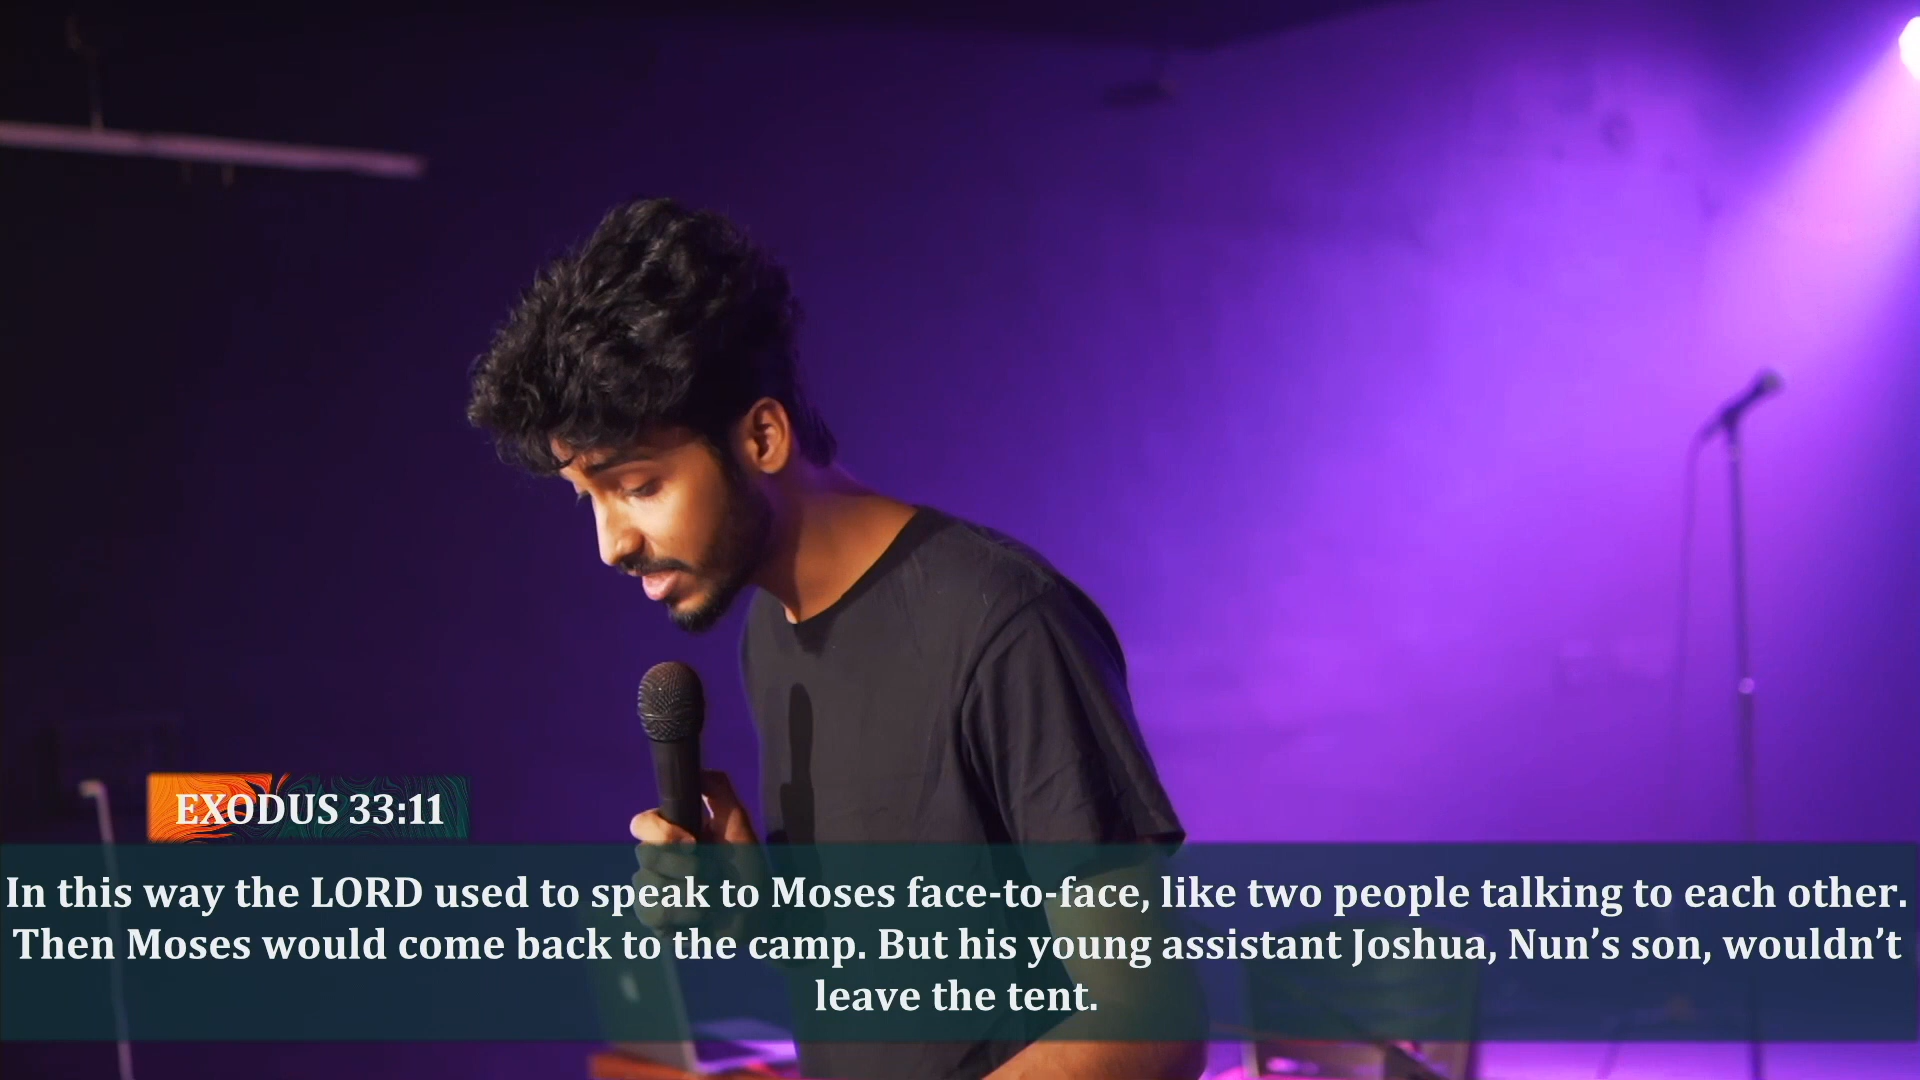 EXODUS 33:11
In this way the LORD used to speak to Moses face-to-face, like two people talking to each other.
Then Moses would come back to the camp. But his young assistant Joshua, Nun’s son, wouldn’t
leave the tent.